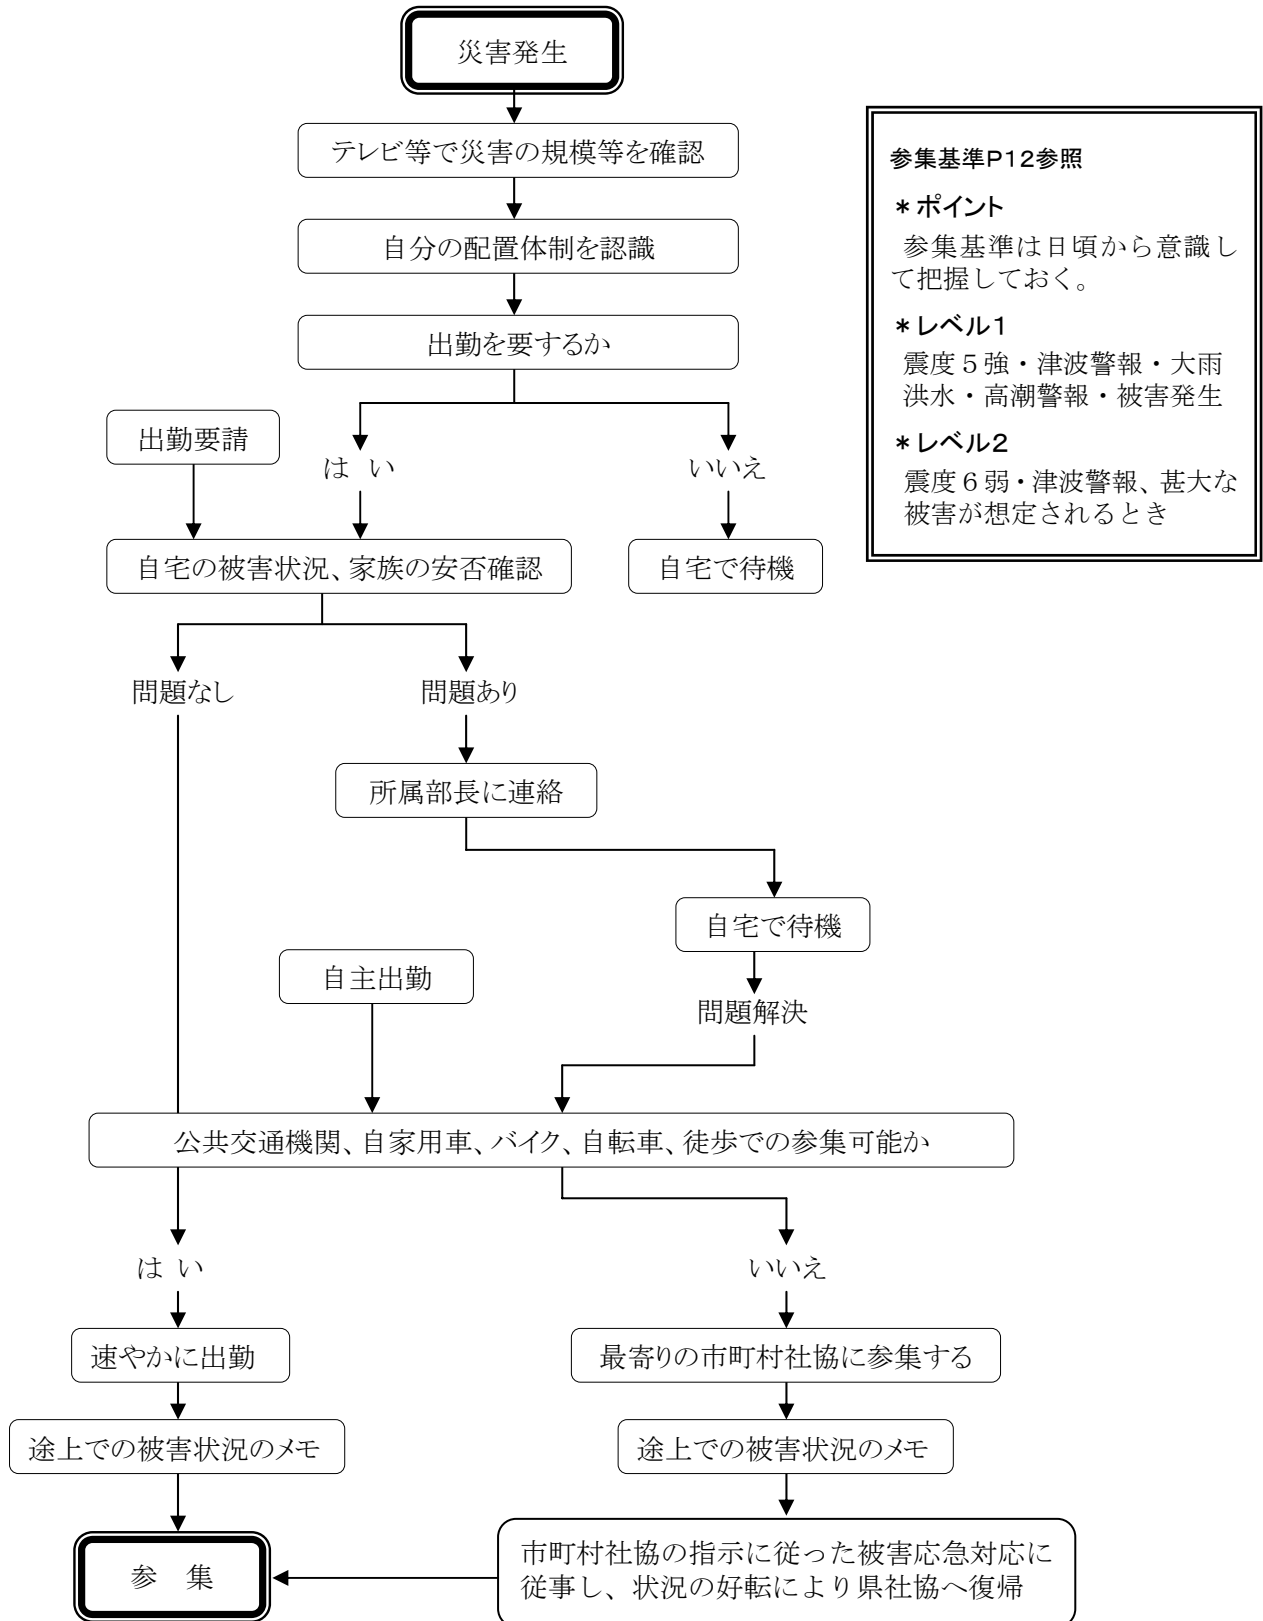 災害発生
テレビ等で災害の規模等を確認
自分の配置体制を認識
出勤を要するか
参集基準P12参照
＊ポイント
参集基準は日頃から意識し
て把握しておく。
＊レベル1
震度５強・津波警報・大雨
洪水・高潮警報・被害発生
＊レベル2
震度６弱・津波警報、甚大な
被害が想定されるとき
出勤要請
は い
いいえ
自宅の被害状況、家族の安否確認
自宅で待機
問題なし
問題あり
所属部長に連絡
自宅で待機
自主出勤
問題解決
公共交通機関、自家用車、バイク、自転車、徒歩での参集可能か
は い
いいえ
速やかに出勤
最寄りの市町村社協に参集する
途上での被害状況のメモ
途上での被害状況のメモ
参 集
市町村社協の指示に従った被害応急対応に
従事し、状況の好転により県社協へ復帰